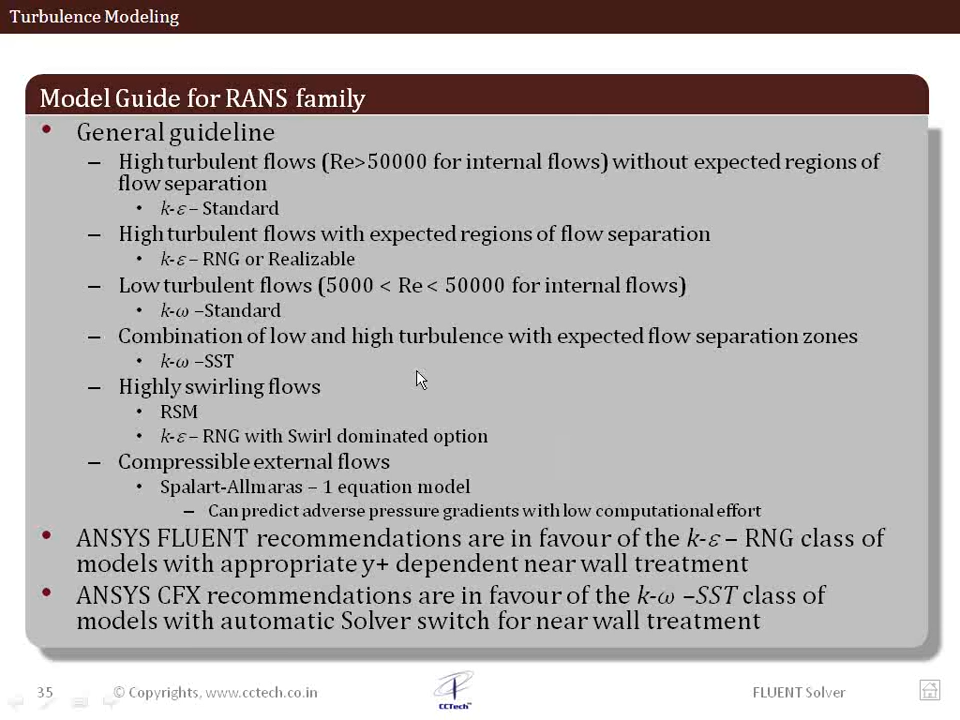 Turbulence Modeling
Model Guide for RANS family
• General guideline
– High turbulent flows (Re>50000 for internal flows) without expected regions of
flow separation
• k-ε – Standard
– High turbulent flows with expected regions of flow separation
• k-ε – RNG or Realizable
– Low turbulent flows (5000 < Re < 50000 for internal flows)
• k-ω –Standard
– Combination of low and high turbulence with expected flow separation zones
• k-ω –SST
– Highly swirling flows
• RSM
• k-ε – RNG with Swirl dominated option
– Compressible external flows
• Spalart-Allmaras – 1 equation model
– Can predict adverse pressure gradients with low computational effort
• ANSYS FLUENT recommendations are in favour of the k-ε – RNG class of
models with appropriate y+ dependent near wall treatment
• ANSYS CFX recommendations are in favour of the k-ω –SST class of
models with automatic Solver switch for near wall treatment
35
© Copyrights, www.cctech.co.in
CCTech™
FLUENT Solver